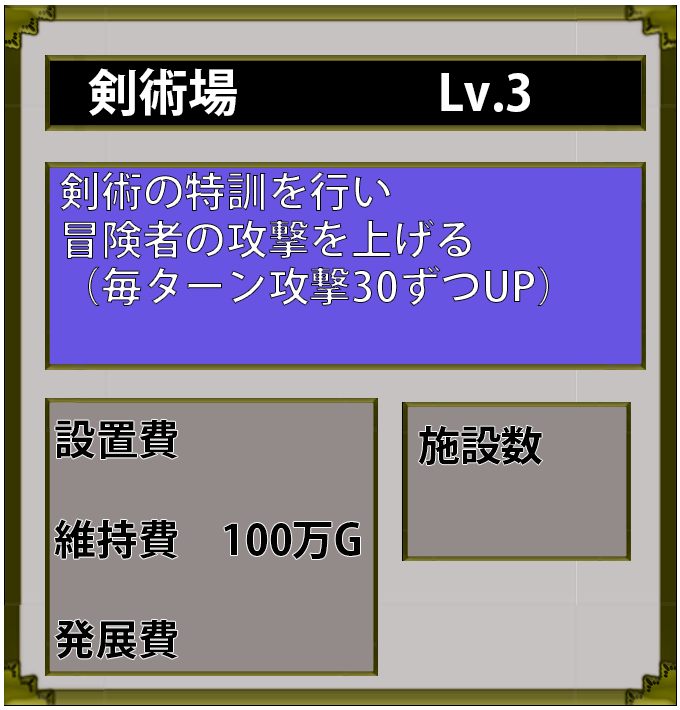 剣術場 Lv.3
剣術の特訓を行い
冒険者の攻撃を上げる
（毎ターン攻撃30ずつUP）
設置費
維持費 100万G
発展費
施設数